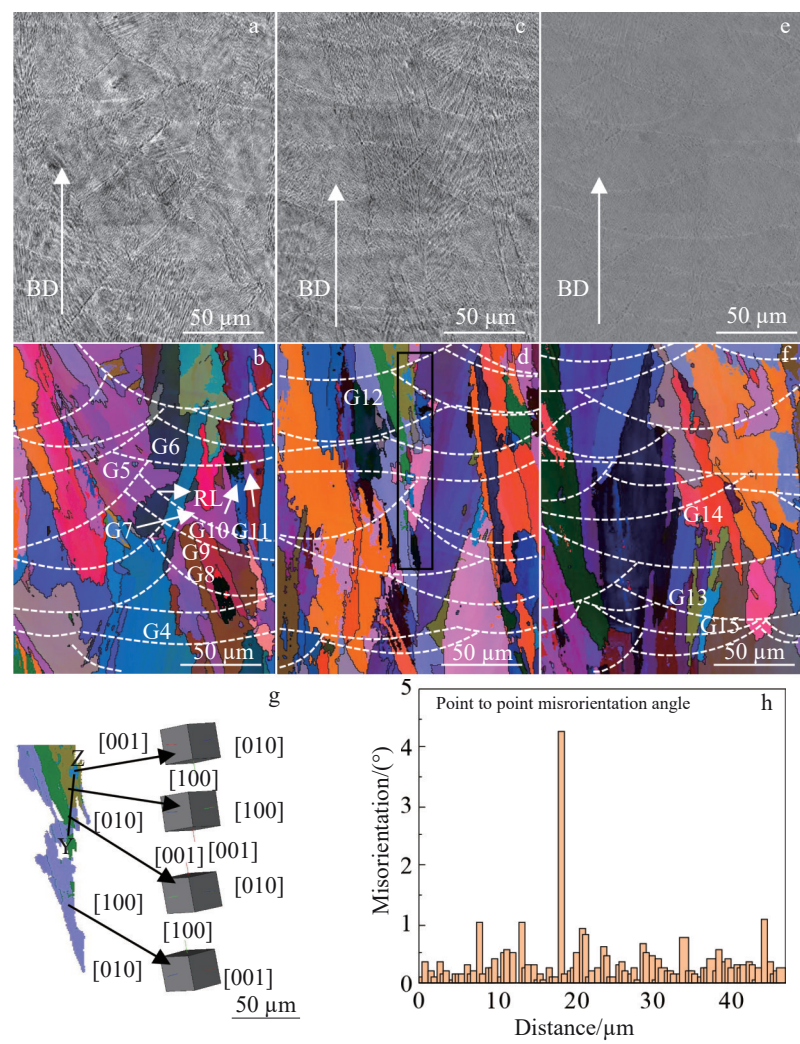 a
BD
50 µm
c
BD
50 µm
e
BD
50 µm
b
G6
G5
RL
G7
G10
G11
G9
G8
G4
50 µm
d
G12
50 µm
f
G14
G13
G15
50 µm
g
[001]
[010]
Z
[100]
[100]
[010]
Y
[001]
[001]
[010]
[100]
[100]
[010]
[001]
50 µm
h
Point to point misrorientation angle
Misorientation/(°)
5
4
3
2
1
0
0
10
20
30
40
Distance/µm